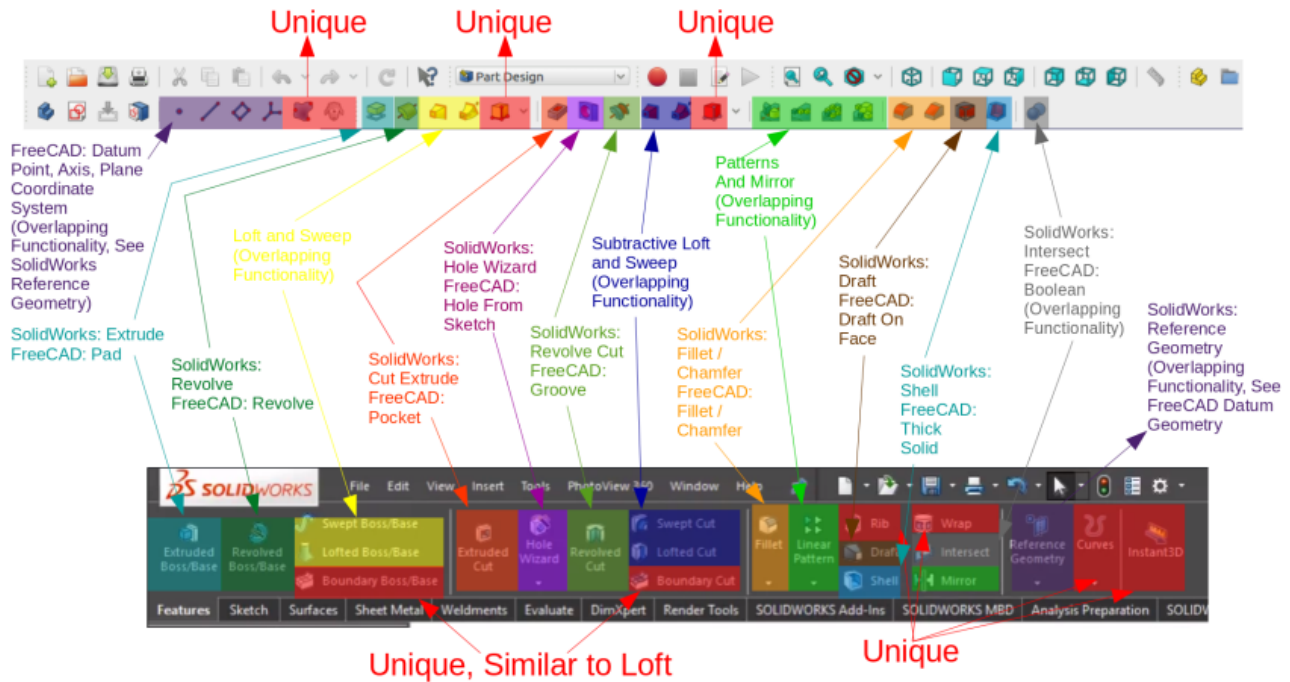 Unique
Unique
Unique
Part Design
FreeCAD: Datum
Point, Axis, Plane
Coordinate
System
(Overlapping
Functionality, See
SolidWorks
Reference
Geometry)
SolidWorks: Extrude
FreeCAD: Pad
SolidWorks:
Revolve
FreeCAD: Revolve
Loft and Sweep
(Overlapping
Functionality)
SolidWorks:
Cut Extrude
FreeCAD:
Pocket
SolidWorks:
Hole Wizard
FreeCAD:
Hole From
Sketch
SolidWorks:
Revolve Cut
FreeCAD:
Groove
Subtractive Loft
and Sweep
(Overlapping
Functionality)
SolidWorks:
Fillet /
Chamfer
FreeCAD:
Fillet /
Chamfer
Patterns
And Mirror
(Overlapping
Functionality)
SolidWorks:
Draft
FreeCAD:
Draft On
Face
SolidWorks:
Shell
FreeCAD:
Thick
Solid
SolidWorks:
Intersect
FreeCAD:
Boolean
(Overlapping
Functionality)
SolidWorks:
Reference
Geometry
(Overlapping
Functionality, See
FreeCAD Datum
Geometry
SOLIDWORKS
File Edit View Insert Tools PhotoView 360 Window Help
Extruded
Boss/Base
Revolved
Boss/Base
Swept Boss/Base
Lofted Boss/Base
Boundary Boss/Base
Extruded
Cut
Hole
Wizard
Revolved
Cut
Swept Cut
Lofted Cut
Boundary Cut
Fillet
Linear
Pattern
Rib
Draft
Shell
Wrap
Intersect
Mirror
Reference
Geometry
Curves
Instant3D
Features Sketch Surfaces Sheet Metal Weldments Evaluate DimXpert Render Tools SOLIDWORKS Add-Ins SOLIDWORKS MBD Analysis Preparation SOLIDW
Unique, Similar to Loft
Unique